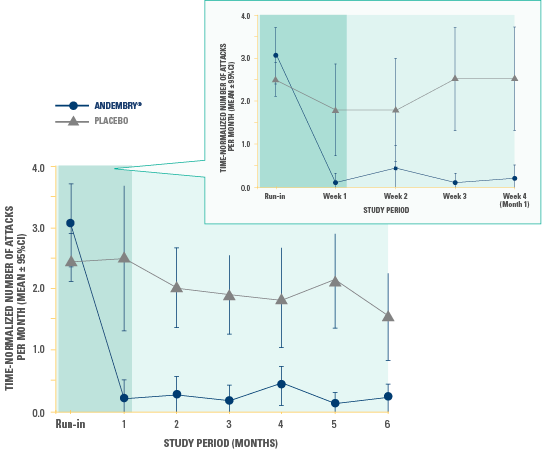 ANDEMBRY®
PLACEBO
TIME-NORMALIZED NUMBER OF ATTACKS
PER MONTH (MEAN ± 95%CI)
4.0
3.0
2.0
1.0
0.0
Run-in
Week 1
Week 2
Week 3
Week 4
(Month 1)
STUDY PERIOD
TIME-NORMALIZED NUMBER OF ATTACKS
PER MONTH (MEAN ± 95%CI)
4.0
3.0
2.0
1.0
0.0
Run-in
1
2
3
4
5
6
STUDY PERIOD (MONTHS)